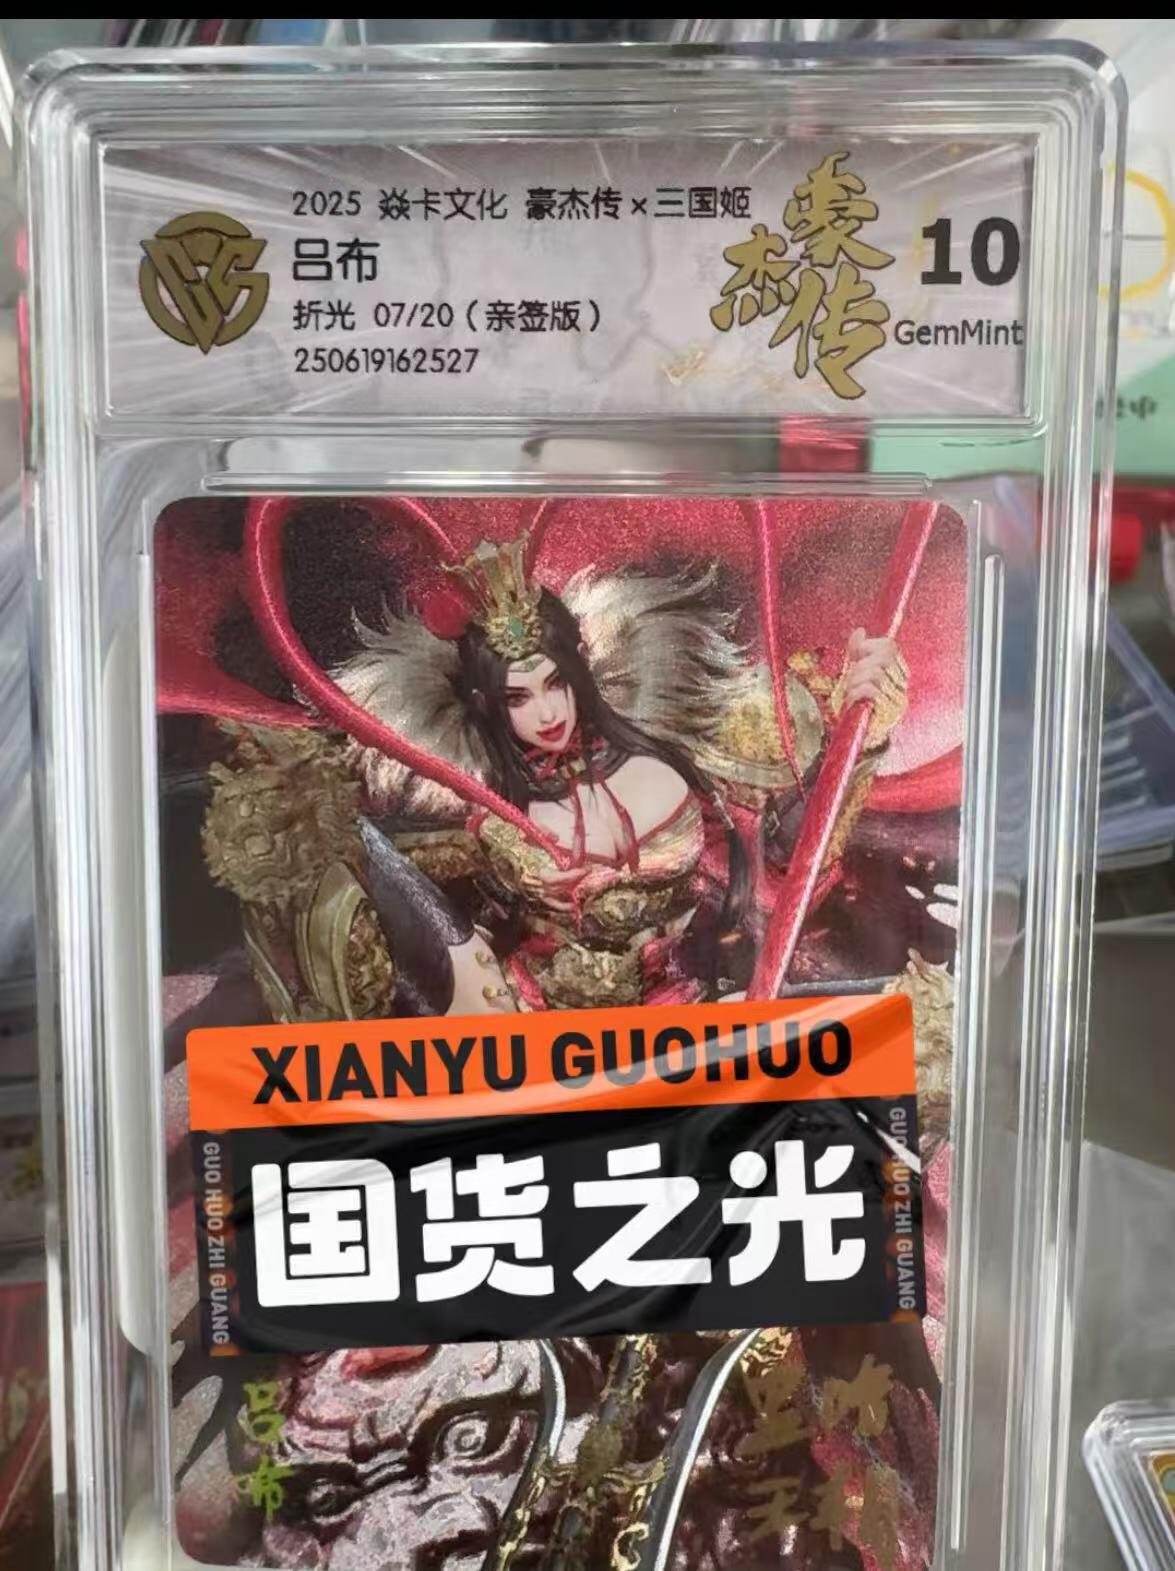 2025 焱卡文化 豪杰传×三国姬
吕布
折光 07/20（亲签版）
250619162527
豪杰传
10
GemMint
XIANYU GUOHUO
国货之光
GUO HUO ZHI GUANG
GUO HUO ZHI GUANG
吕布